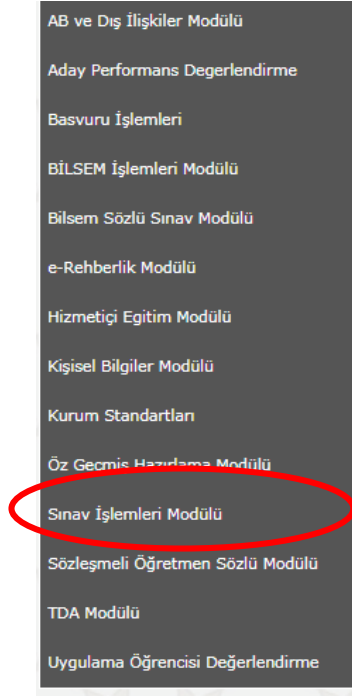 AB ve Dış İlişkiler Modülü
Aday Performans Degerlendirme
Basvuru İşlemleri
BİLSEM İşlemleri Modülü
Bilsem Sözlü Sınav Modülü
e-Rehberlik Modülü
Hizmetiçi Egitim Modülü
Kişisel Bilgiler Modülü
Kurum Standartları
Öz Geçmiş Hazırlama Modülü
Sınav İşlemleri Modülü
Sözleşmeli Öğretmen Sözlü Modülü
TDA Modülü
Uygulama Öğrencisi Değerlendirme